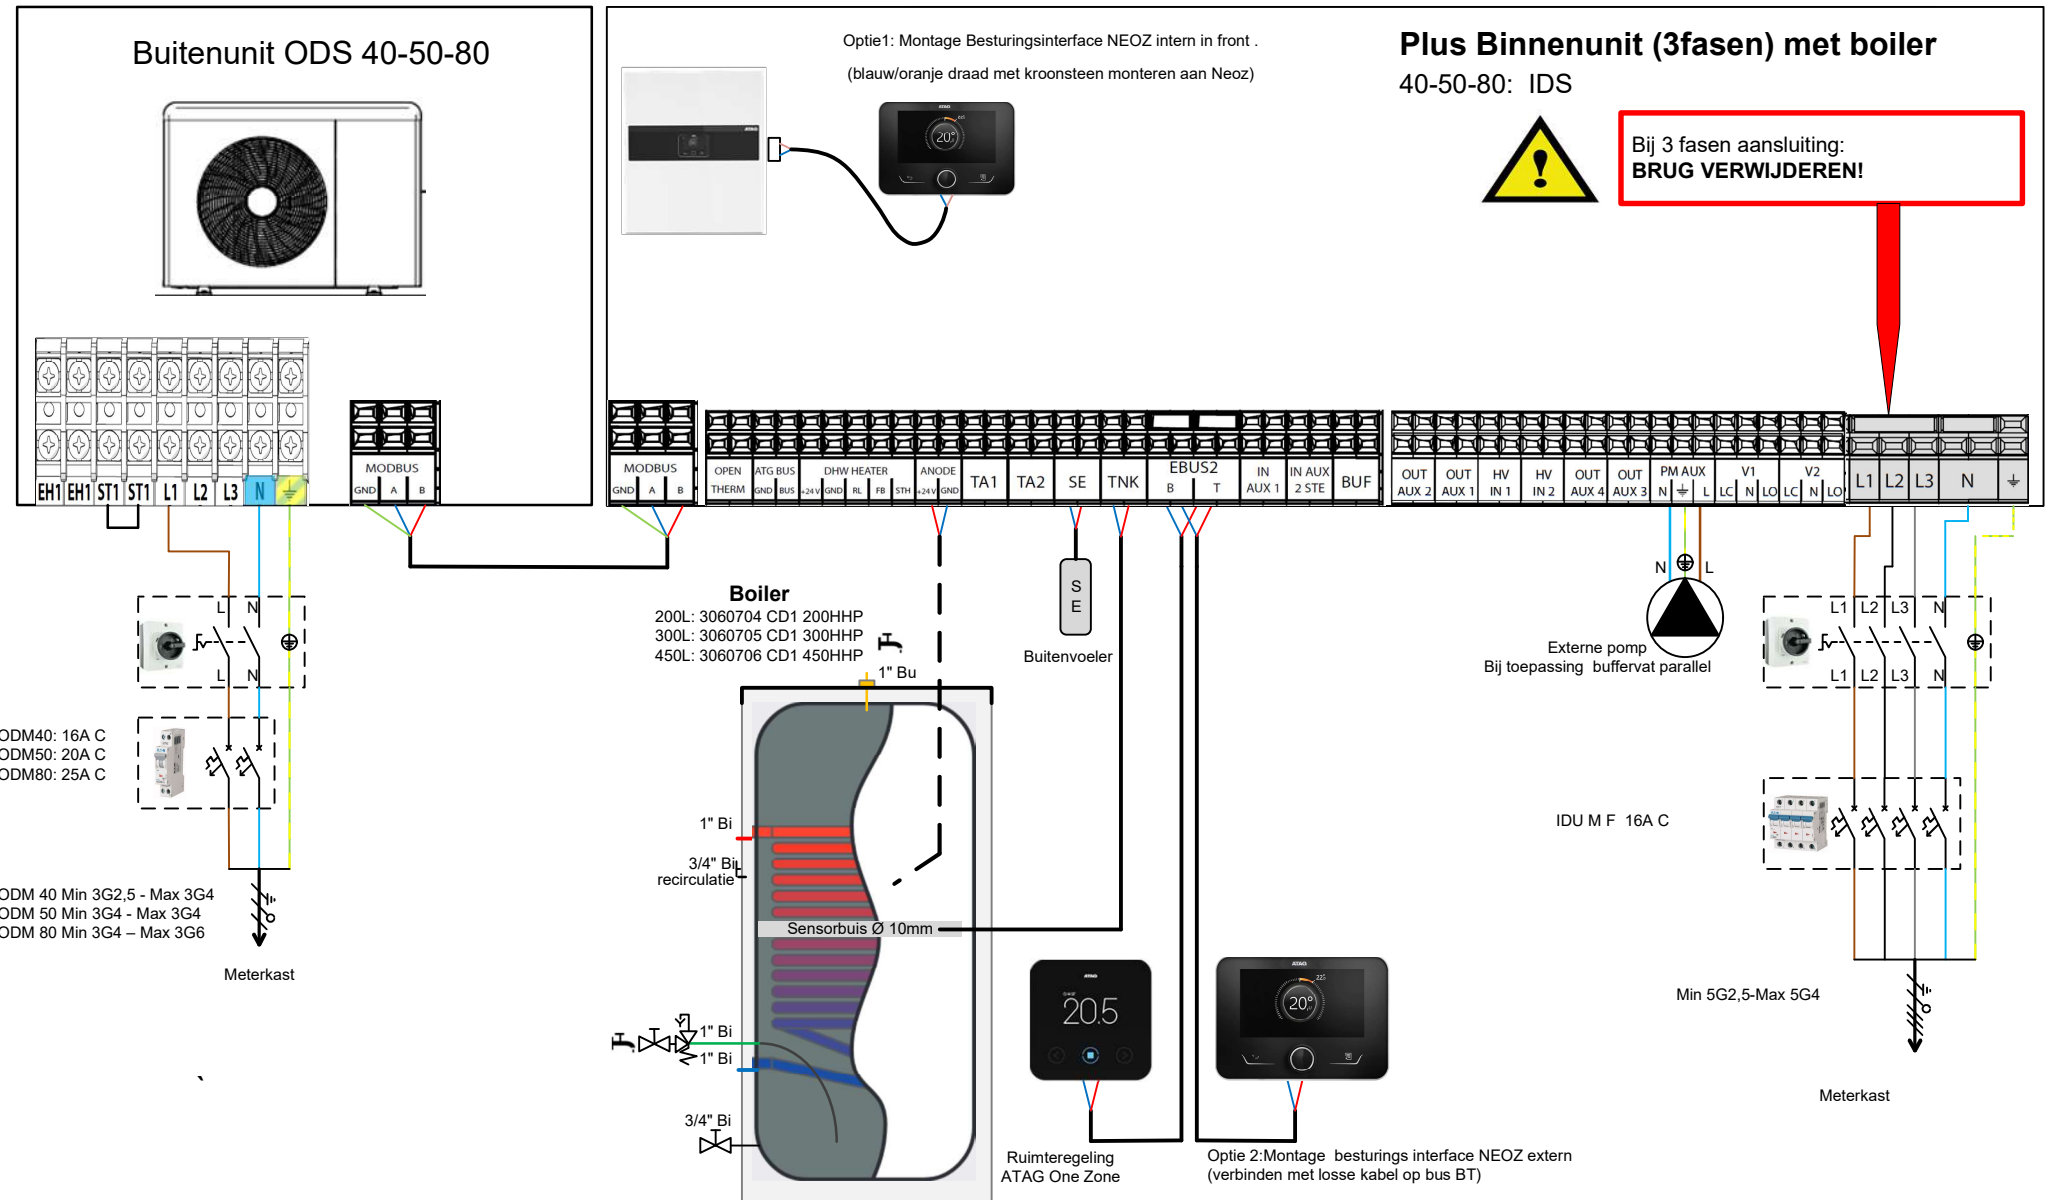 Buitenunit ODS 40-50-80
Optie1: Montage Besturingsinterface NEOZ intern in front .
(blauw/oranje draad met kroonsteen monteren aan Neoz)
Plus Binnenunit (3fasen) met boiler
40-50-80: IDS
Bij 3 fasen aansluiting:
BRUG VERWIJDEREN!
ATAG
ATAG
20°
EH1 EH1 ST1 ST1 L1 L2 L3 N
MODBUS
GND A B
MODBUS
GND A B
OPEN THERM
ATG BUS
GND BUS
DHW HEATER
+24V GND RL FB STH
ANODE
+24V GND
TA1
TA2
SE
TNK
EBUS2
B T
IN AUX 1
IN AUX 2 STE
BUF
OUT AUX 2
OUT AUX 1
HV IN 1
HV IN 2
OUT AUX 4
OUT AUX 3
PM AUX
N L
V1
LC N LO
V2
LC N LO
L1 L2 L3 N
L N
L N
ODM40: 16A C
ODM50: 20A C
ODM80: 25A C
ODM 40 Min 3G2,5 - Max 3G4
ODM 50 Min 3G4 - Max 3G4
ODM 80 Min 3G4 – Max 3G6
Meterkast
Boiler
200L: 3060704 CD1 200HHP
300L: 3060705 CD1 300HHP
450L: 3060706 CD1 450HHP
1" Bu
1" Bi
3/4" Bi
recirculatie
Sensorbuis Ø 10mm
1" Bi
1" Bi
3/4" Bi
S
E
Buitenvoeler
ATAG
20.5
Ruimteregeling
ATAG One Zone
ATAG
20°
Optie 2:Montage besturings interface NEOZ extern
(verbinden met losse kabel op bus BT)
N L
Externe pomp
Bij toepassing buffervat parallel
L1 L2 L3 N
L1 L2 L3 N
IDU M F 16A C
Min 5G2,5-Max 5G4
Meterkast